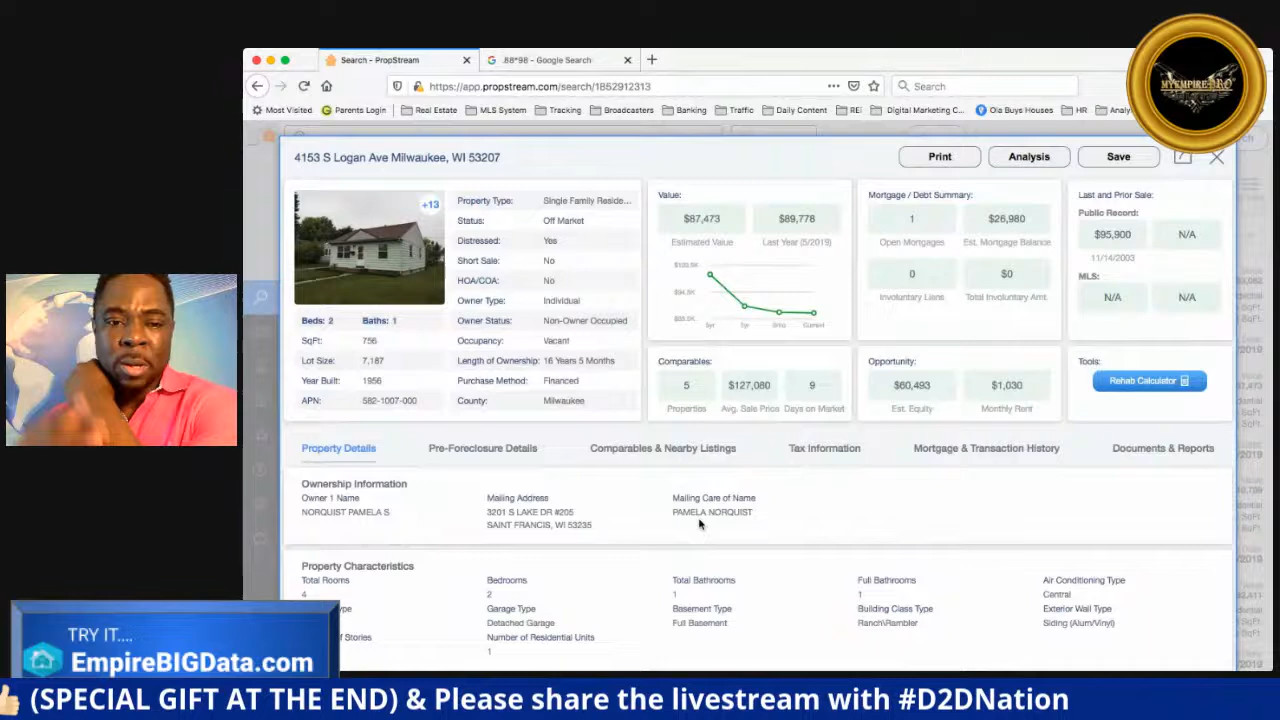 Search - PropStream
.88*98 - Google Search
https://app.propstream.com/search/1852912313
Search
MYEMPIREPRO
Most Visited
Parents Login
Real Estate
MLS System
Tracking
Broadcasters
Banking
Traffic
Daily Content
REI
Digital Marketing C...
Ola Buys Houses
HR
4153 S Logan Ave Milwaukee, WI 53207
Print
Analysis
Save
+13
Property Type: Single Family Reside...
Status: Off Market
Distressed: Yes
Short Sale: No
HOA/COA: No
Owner Type: Individual
Beds: 2 Baths: 1
Owner Status: Non-Owner Occupied
SqFt: 756
Occupancy: Vacant
Lot Size: 7,187
Length of Ownership: 16 Years 5 Months
Year Built: 1956
Purchase Method: Financed
APN: 582-1007-000
County: Milwaukee
Value:
$87,473 $89,778
Estimated Value Last Year (5/2019)
Mortgage / Debt Summary:
1 $26,980
Open Mortgages Est. Mortgage Balance
0 $0
Involuntary Liens Total Involuntary Amt.
Last and Prior Sale:
Public Record:
$95,900 N/A
11/14/2003
MLS:
N/A N/A
Comparables:
5 $127,080 9
Properties Avg. Sale Price Days on Market
Opportunity:
$60,493 $1,030
Est. Equity Monthly Rent
Tools:
Rehab Calculator
Property Details
Pre-Foreclosure Details
Comparables & Nearby Listings
Tax Information
Mortgage & Transaction History
Documents & Reports
Ownership Information
Owner 1 Name Mailing Address Mailing Care of Name
NORQUIST PAMELA S 3201 S LAKE DR #205 PAMELA NORQUIST
SAINT FRANCIS, WI 53235
Property Characteristics
Total Rooms Bedrooms Total Bathrooms Full Bathrooms Air Conditioning Type
4 2 1 1 Central
Type Garage Type Basement Type Building Class Type Exterior Wall Type
Detached Garage Full Basement Ranch\Rambler Siding (Alum/Vinyl)
of Stories Number of Residential Units
1
TRY IT....
EmpireBIGData.com
(SPECIAL GIFT AT THE END) & Please share the livestream with #D2DNation